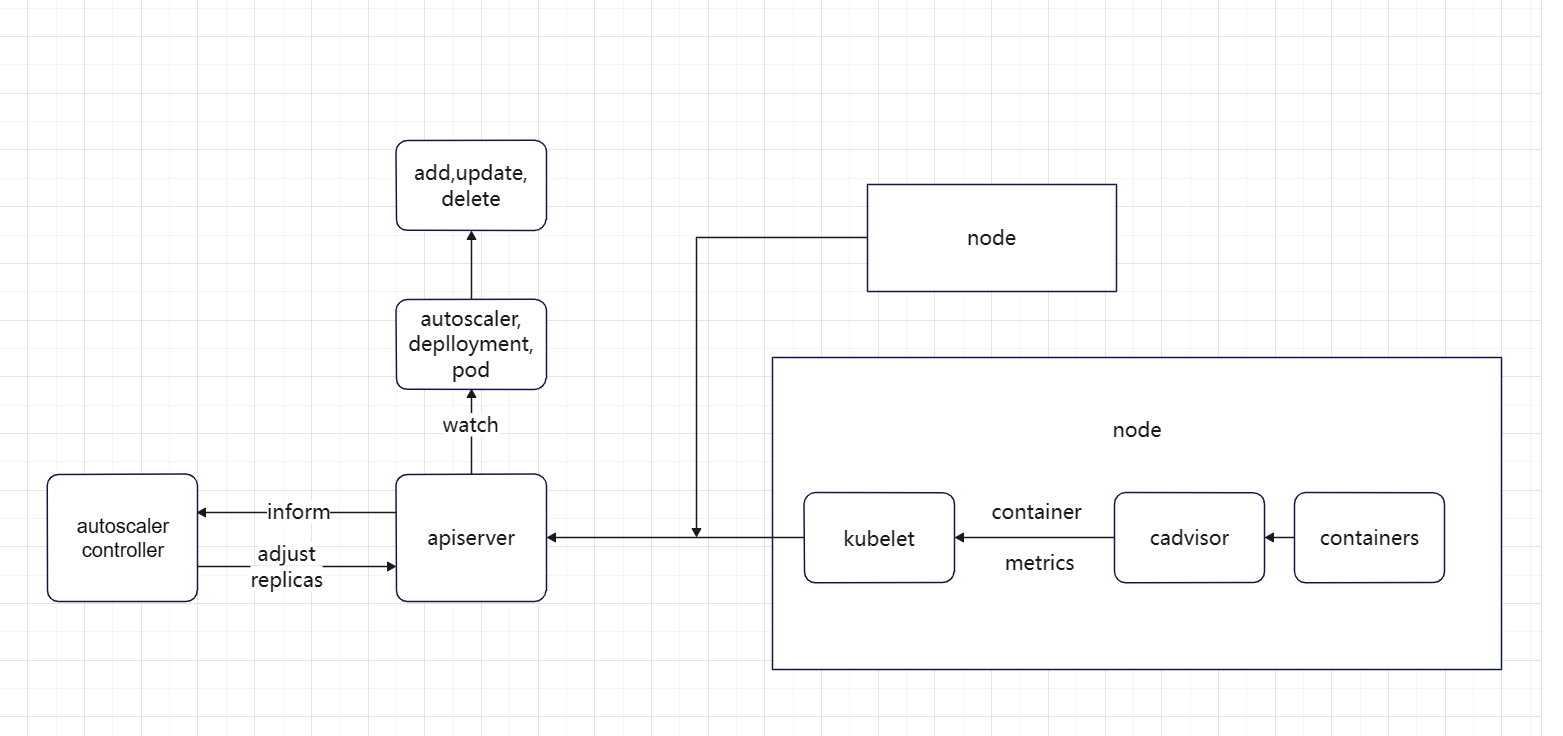 add,update,
delete
node
autoscaler,
deplloyment,
pod
watch
node
autoscaler
controller
inform
adjust
replicas
apiserver
kubelet
container
metrics
cadvisor
containers